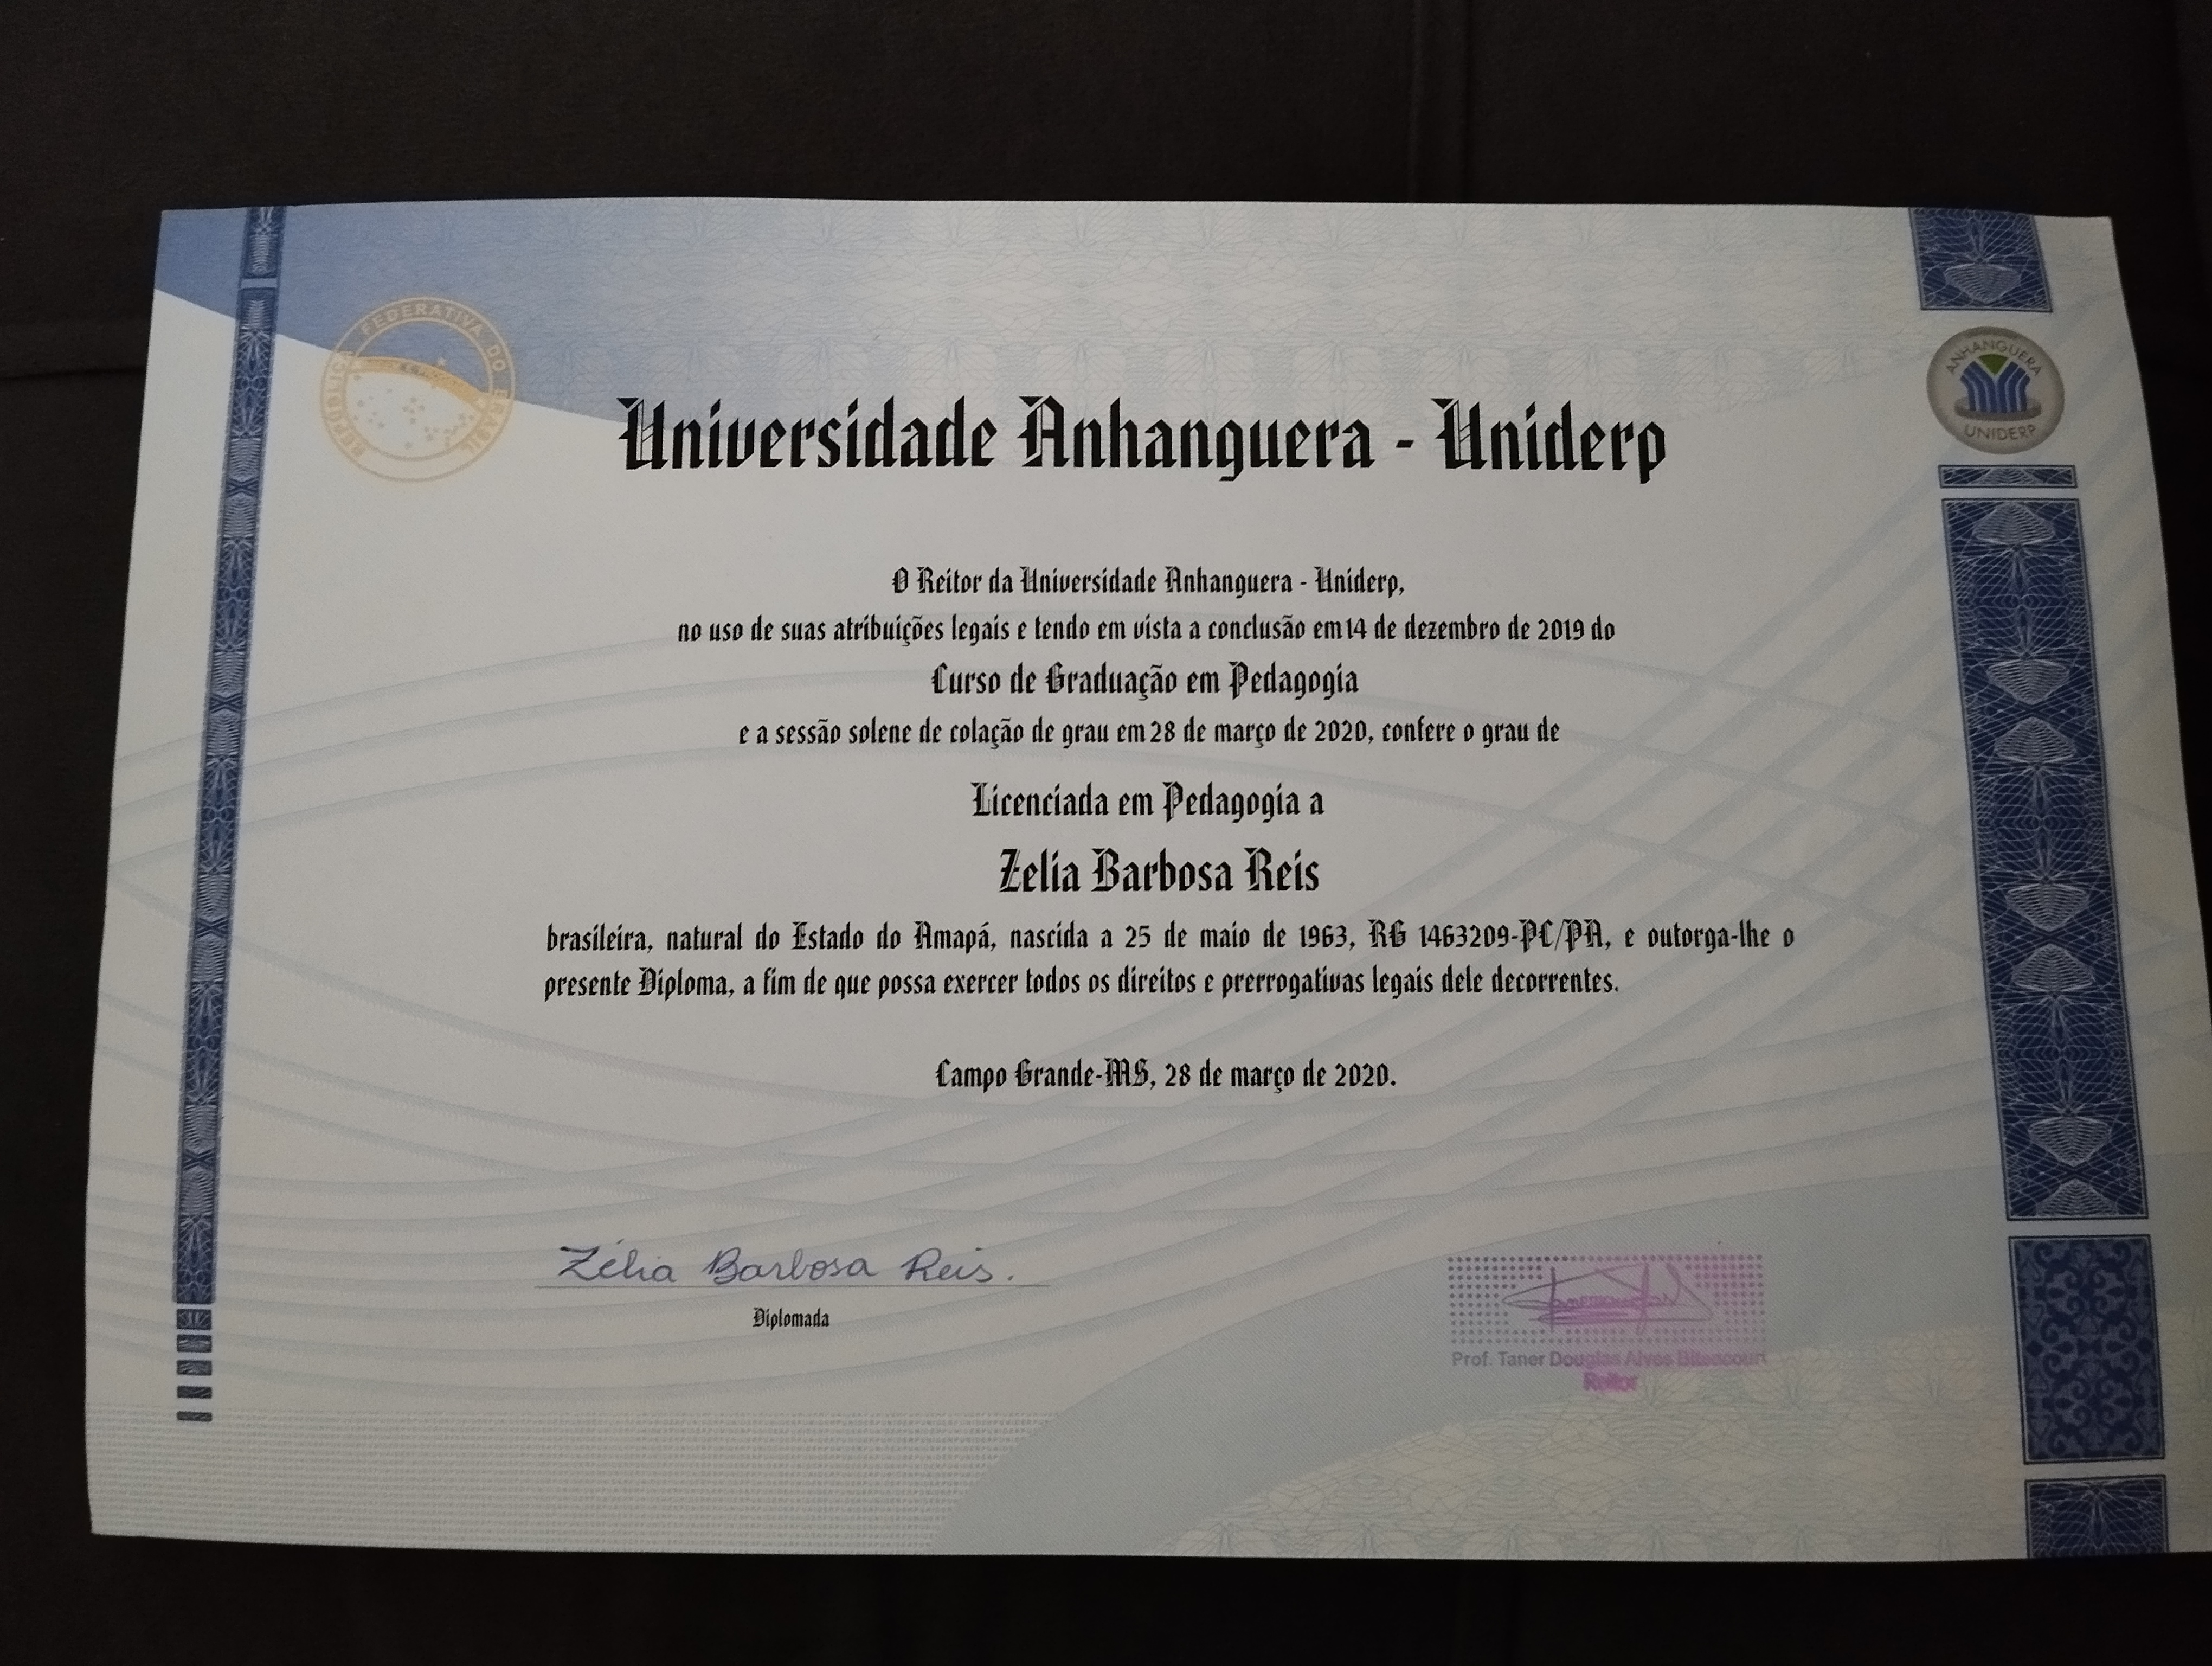 REPÚBLICA FEDERATIVA DO BRASIL
ANHANGUERA
UNIDERP
Universidade Anhanguera - Uniderp
O Reitor da Universidade Anhanguera - Uniderp,
no uso de suas atribuições legais e tendo em vista a conclusão em 14 de dezembro de 2019 do
Curso de Graduação em Pedagogia
e a sessão solene de colação de grau em 28 de março de 2020, confere o grau de
Licenciada em Pedagogia a
Zelia Barbosa Reis
brasileira, natural do Estado do Amapá, nascida a 25 de maio de 1963, RG 1463209-PC/PA, e outorga-lhe o
presente Diploma, a fim de que possa exercer todos os direitos e prerrogativas legais dele decorrentes.
Campo Grande-MS, 28 de março de 2020.
Zélia Barbosa Reis.
Diplomada
Prof. Taner Douglas Alves Bitencourt
Reitor